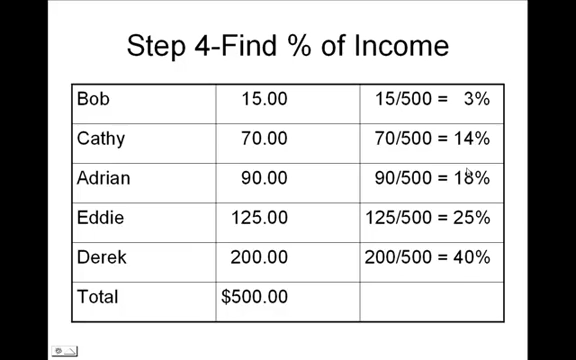 Step 4-Find % of Income
Bob 15.00 15/500 = 3%
Cathy 70.00 70/500 = 14%
Adrian 90.00 90/500 = 18%
Eddie 125.00 125/500 = 25%
Derek 200.00 200/500 = 40%
Total $500.00